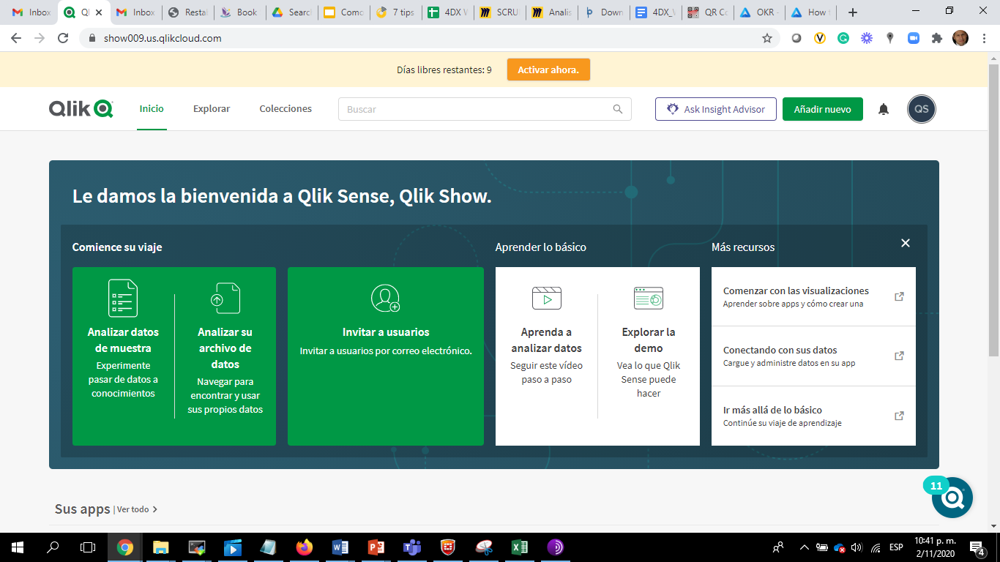 Inbox
Ql
Inbox
Restal
Book
Search
Como
7 tips
4DX V
SCRU
Analis
Down
4DX_V
QR Co
OKR -
How t
show009.us.qlikcloud.com
Días libres restantes: 9
Activar ahora.
Qlik
Inicio
Explorar
Colecciones
Buscar
Ask Insight Advisor
Añadir nuevo
QS
Le damos la bienvenida a Qlik Sense, Qlik Show.
Comience su viaje
Analizar datos
de muestra
Experimente
pasar de datos a
conocimientos
Analizar su
archivo de
datos
Navegar para
encontrar y usar
sus propios datos
Invitar a usuarios
Invitar a usuarios por correo electrónico.
Aprender lo básico
Aprenda a
analizar datos
Seguir este vídeo
paso a paso
Explorar la
demo
Vea lo que Qlik
Sense puede
hacer
Más recursos
Comenzar con las visualizaciones
Aprender sobre apps y cómo crear una
Conectando con sus datos
Cargue y administre datos en su app
Ir más allá de lo básico
Continúe su viaje de aprendizaje
11
Sus apps | Ver todo
ESP
10:41 p. m.
2/11/2020
4